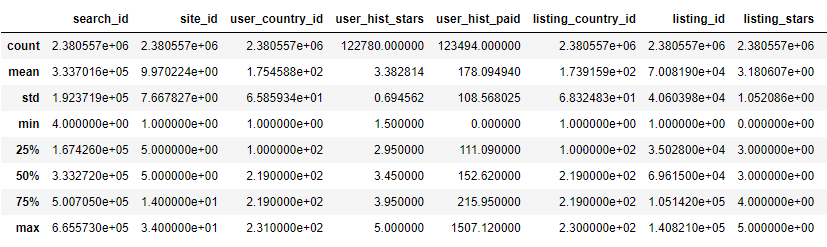 search_id site_id user_country_id user_hist_stars user_hist_paid listing_country_id listing_id listing_stars
count 2.380557e+06 2.380557e+06 2.380557e+06 122780.000000 123494.000000 2.380557e+06 2.380557e+06 2.380557e+06
mean 3.337016e+05 9.970224e+00 1.754588e+02 3.382814 178.094940 1.739159e+02 7.008190e+04 3.180607e+00
std 1.923719e+05 7.667827e+00 6.585934e+01 0.694562 108.568025 6.832483e+01 4.060398e+04 1.052086e+00
min 4.000000e+00 1.000000e+00 1.000000e+00 1.500000 0.000000 1.000000e+00 1.000000e+00 0.000000e+00
25% 1.674260e+05 5.000000e+00 1.000000e+02 2.950000 111.090000 1.000000e+02 3.502800e+04 3.000000e+00
50% 3.332720e+05 5.000000e+00 2.190000e+02 3.450000 152.620000 2.190000e+02 6.961500e+04 3.000000e+00
75% 5.007050e+05 1.400000e+01 2.190000e+02 3.950000 215.950000 2.190000e+02 1.051420e+05 4.000000e+00
max 6.655730e+05 3.400000e+01 2.310000e+02 5.000000 1507.120000 2.300000e+02 1.408210e+05 5.000000e+00